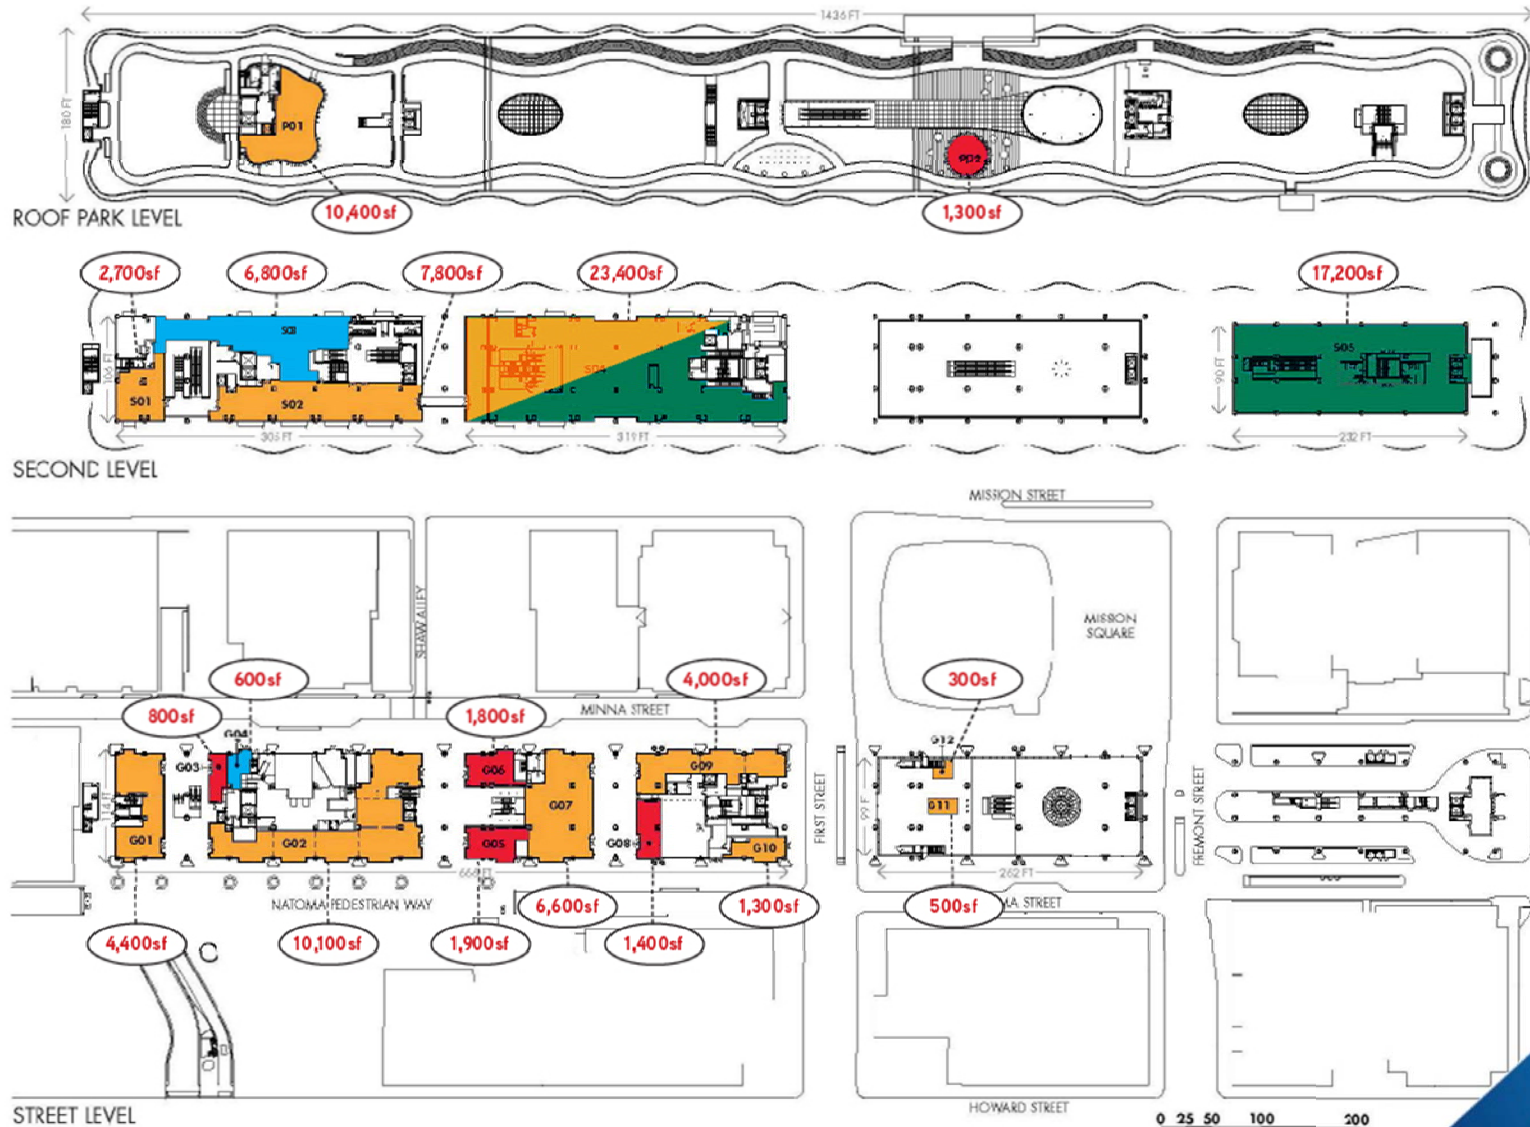 1436 FT
180 FT
P01
P02
10,400sf
1,300sf
ROOF PARK LEVEL
2,700sf
6,800sf
7,800sf
23,400sf
17,200sf
S03
S04
S05
106 FT
90 FT
S01
S02
305 FT
319 FT
232 FT
SECOND LEVEL
MISSION STREET
SHAW ALLEY
MISSION
SQUARE
600sf
4,000sf
300sf
800sf
1,800sf
MINNA STREET
G04
G12
G03
G06
G09
G07
G11
114 FT
99 F
FIRST STREET
FREMONT STREET
G01
G02
G05
G08
G10
666 FT
262 FT
NATOMA PEDESTRIAN WAY
6,600sf
1,300sf
500sf
MA STREET
4,400sf
10,100sf
1,900sf
1,400sf
HOWARD STREET
STREET LEVEL
0 25 50 100 200